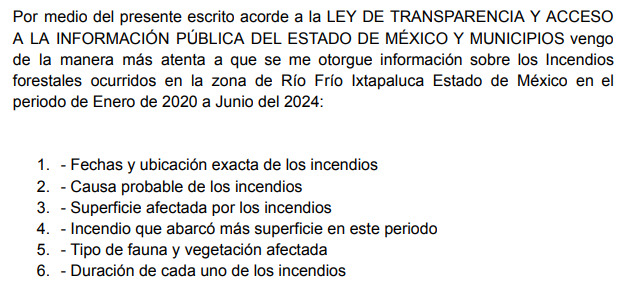 Por medio del presente escrito acorde a la LEY DE TRANSPARENCIA Y ACCESO
A LA INFORMACIÓN PÚBLICA DEL ESTADO DE MÉXICO Y MUNICIPIOS vengo
de la manera más atenta a que se me otorgue información sobre los Incendios
forestales ocurridos en la zona de Río Frío Ixtapaluca Estado de México en el
periodo de Enero de 2020 a Junio del 2024:
1. - Fechas y ubicación exacta de los incendios
2. - Causa probable de los incendios
3. - Superficie afectada por los incendios
4. - Incendio que abarcó más superficie en este periodo
5. - Tipo de fauna y vegetación afectada
6. - Duración de cada uno de los incendios